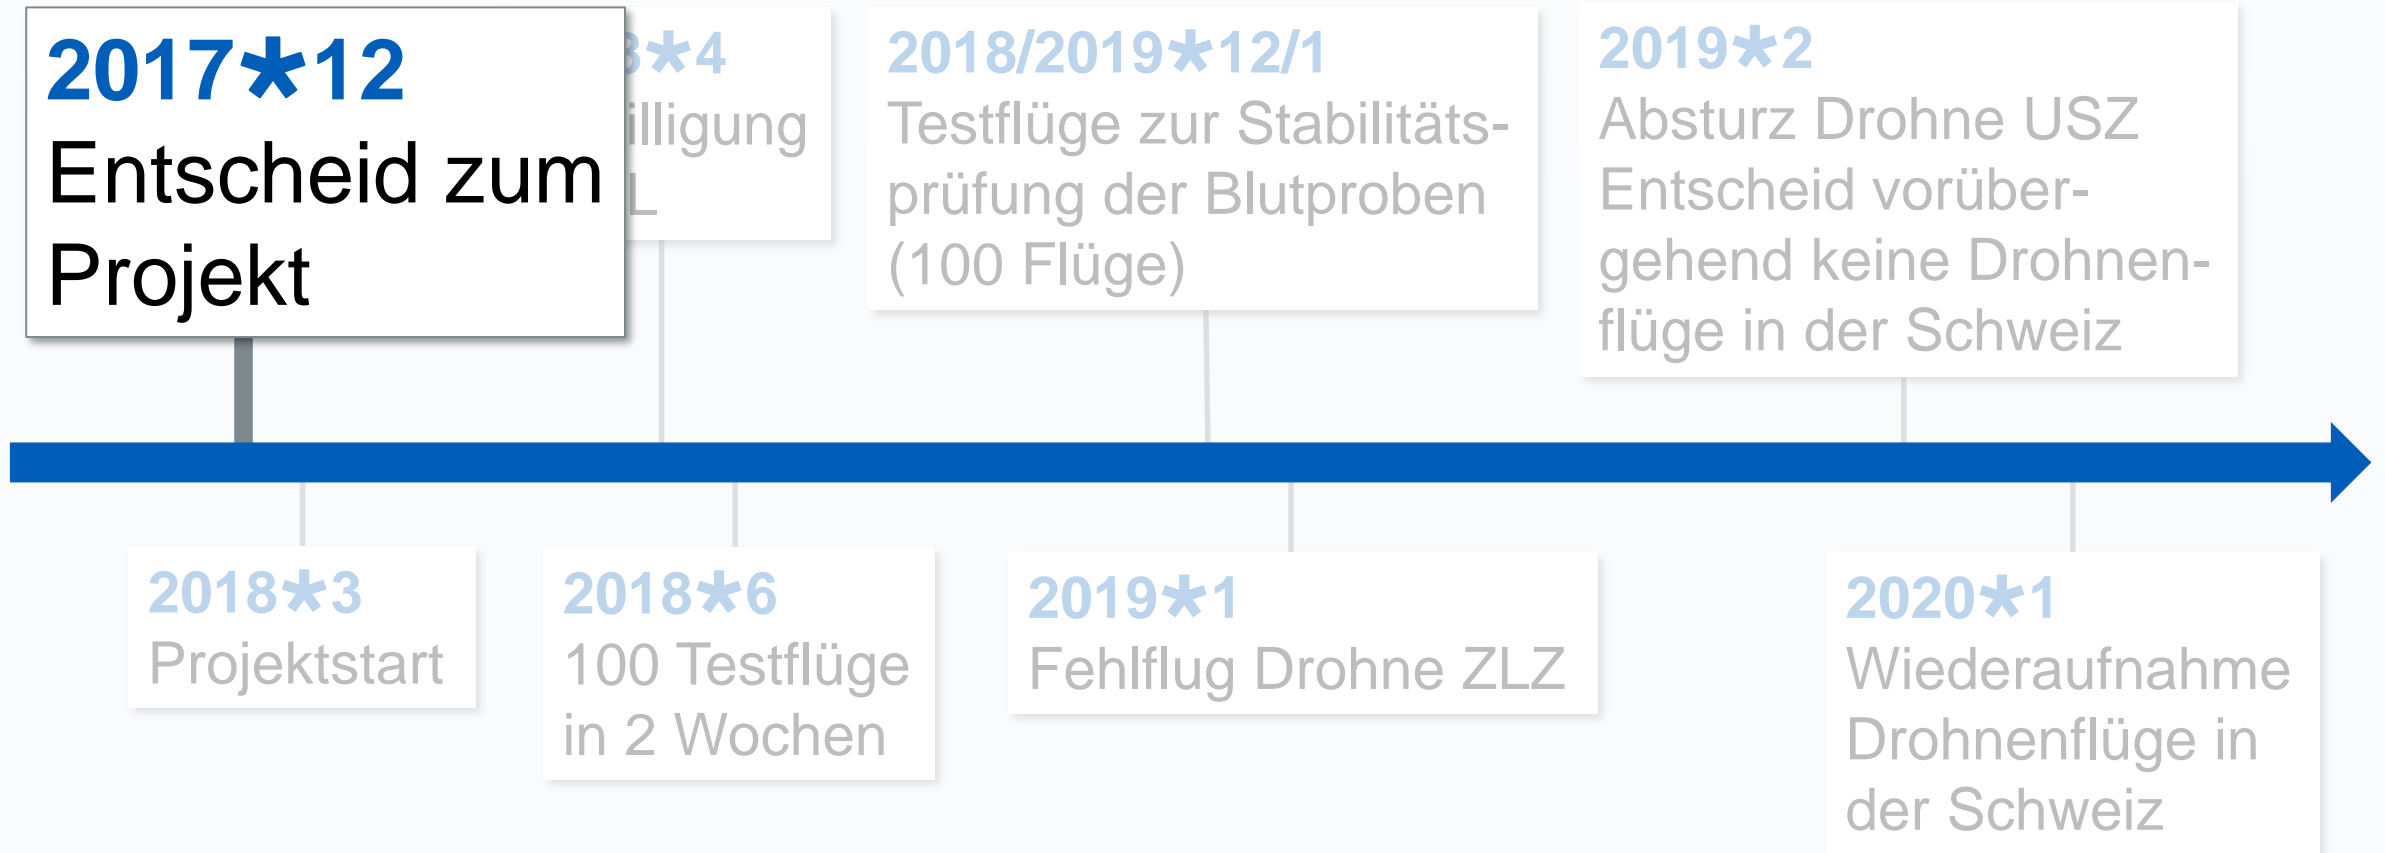 2017*12
Entscheid zum
Projekt
3*4
illigung
L
2018/2019*12/1
Testflüge zur Stabilitäts-
prüfung der Blutproben
(100 Flüge)
2019*2
Absturz Drohne USZ
Entscheid vorüber-
gehend keine Drohnen-
flüge in der Schweiz
2018*3
Projektstart
2018*6
100 Testflüge
in 2 Wochen
2019*1
Fehlflug Drohne ZLZ
2020*1
Wiederaufnahme
Drohnenflüge in
der Schweiz